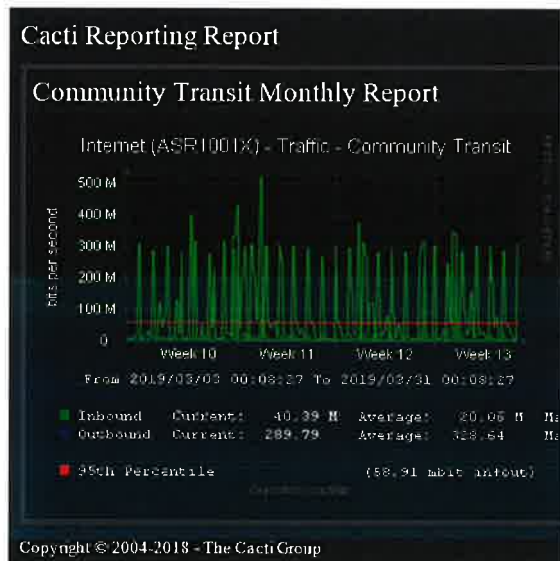 Cacti Reporting Report
Community Transit Monthly Report
Internet (ASR1001X) - Traffic - Community Transit
bits per second
500 M
400 M
300 M
200 M
100 M
0
Week 10 Week 11 Week 12 Week 13
From 2019/03/03 00:08:27 To 2019/03/31 00:08:27
Inbound Current: 40.39 M Average: 20.06 M
Outbound Current: 289.79 Average: 328.64
95th Percentile (58.91 mbit in+out)
Copyright © 2004-2018 - The Cacti Group